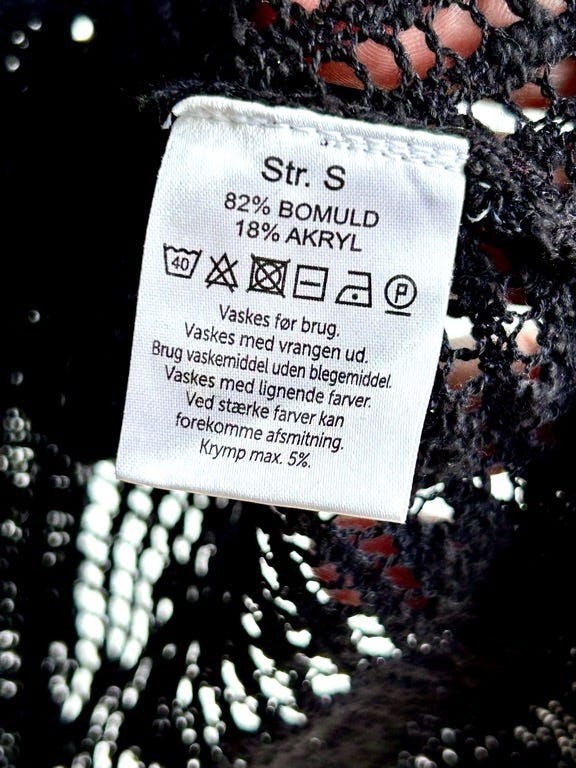 Str. S
82% BOMULD
18% AKRYL
40 P
Vaskes før brug.
Vaskes med vrangen ud.
Brug vaskemiddel uden blegemiddel.
Vaskes med lignende farver.
Ved stærke farver kan
forekomme afsmitning.
Krymp max. 5%.